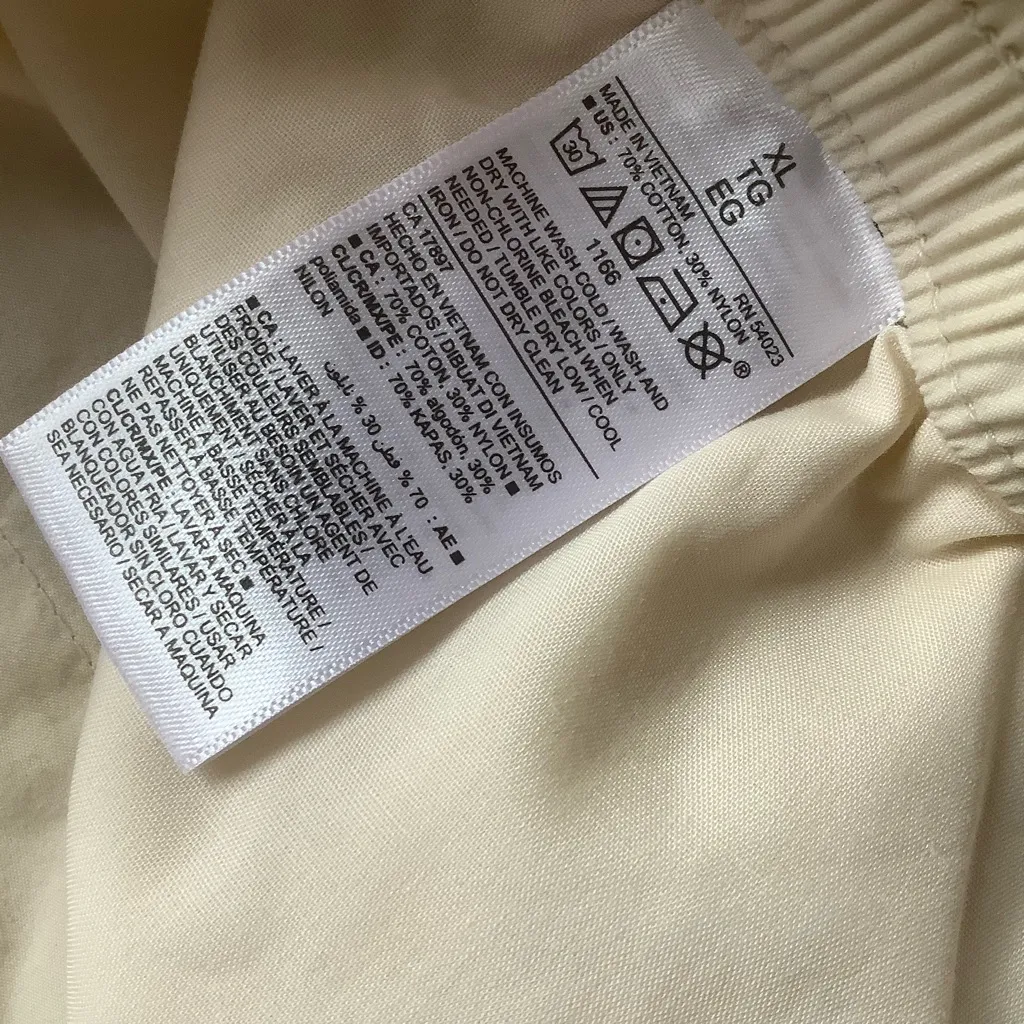 XL
TG
EG
RN 54023
MADE IN VIETNAM
■ US : 70% COTTON. 30% NYLON
30
®
1166
MACHINE WASH COLD / WASH AND
DRY WITH LIKE COLORS / ONLY
NON-CHLORINE BLEACH WHEN
NEEDED / TUMBLE DRY LOW / COOL
IRON / DO NOT DRY CLEAN
CA 17897
HECHO EN VIETNAM CON INSUMOS
IMPORTADOS / DIBUAT DI VIETNAM
■ CA : 70% COTON. 30% NYLON ■
CL/CR/MX/PE : 70% algodón. 30%
poliamida ■ ID : 70% KAPAS. 30%
NILON
■ AE : 70 % قطن 30 % نايلون
■ CA : LAVER À LA MACHINE À L'EAU
FROIDE / LAVER ET SÉCHER AVEC
DES COULEURS SEMBLABLES /
UTILISER AU BESOIN UN AGENT DE
BLANCHIMENT SANS CHLORE
UNIQUEMENT / SÉCHER À LA
MACHINE À BASSE TEMPÉRATURE /
REPASSER À BASSE TEMPÉRATURE /
NE PAS NETTOYER À SEC ■
CL/CR/MX/PE : LAVAR A MAQUINA
CON AGUA FRIA / LAVAR Y SECAR
CON COLORES SIMILARES / USAR
BLANQUEADOR SIN CLORO CUANDO
SEA NECESARIO / SECAR A MAQUINA